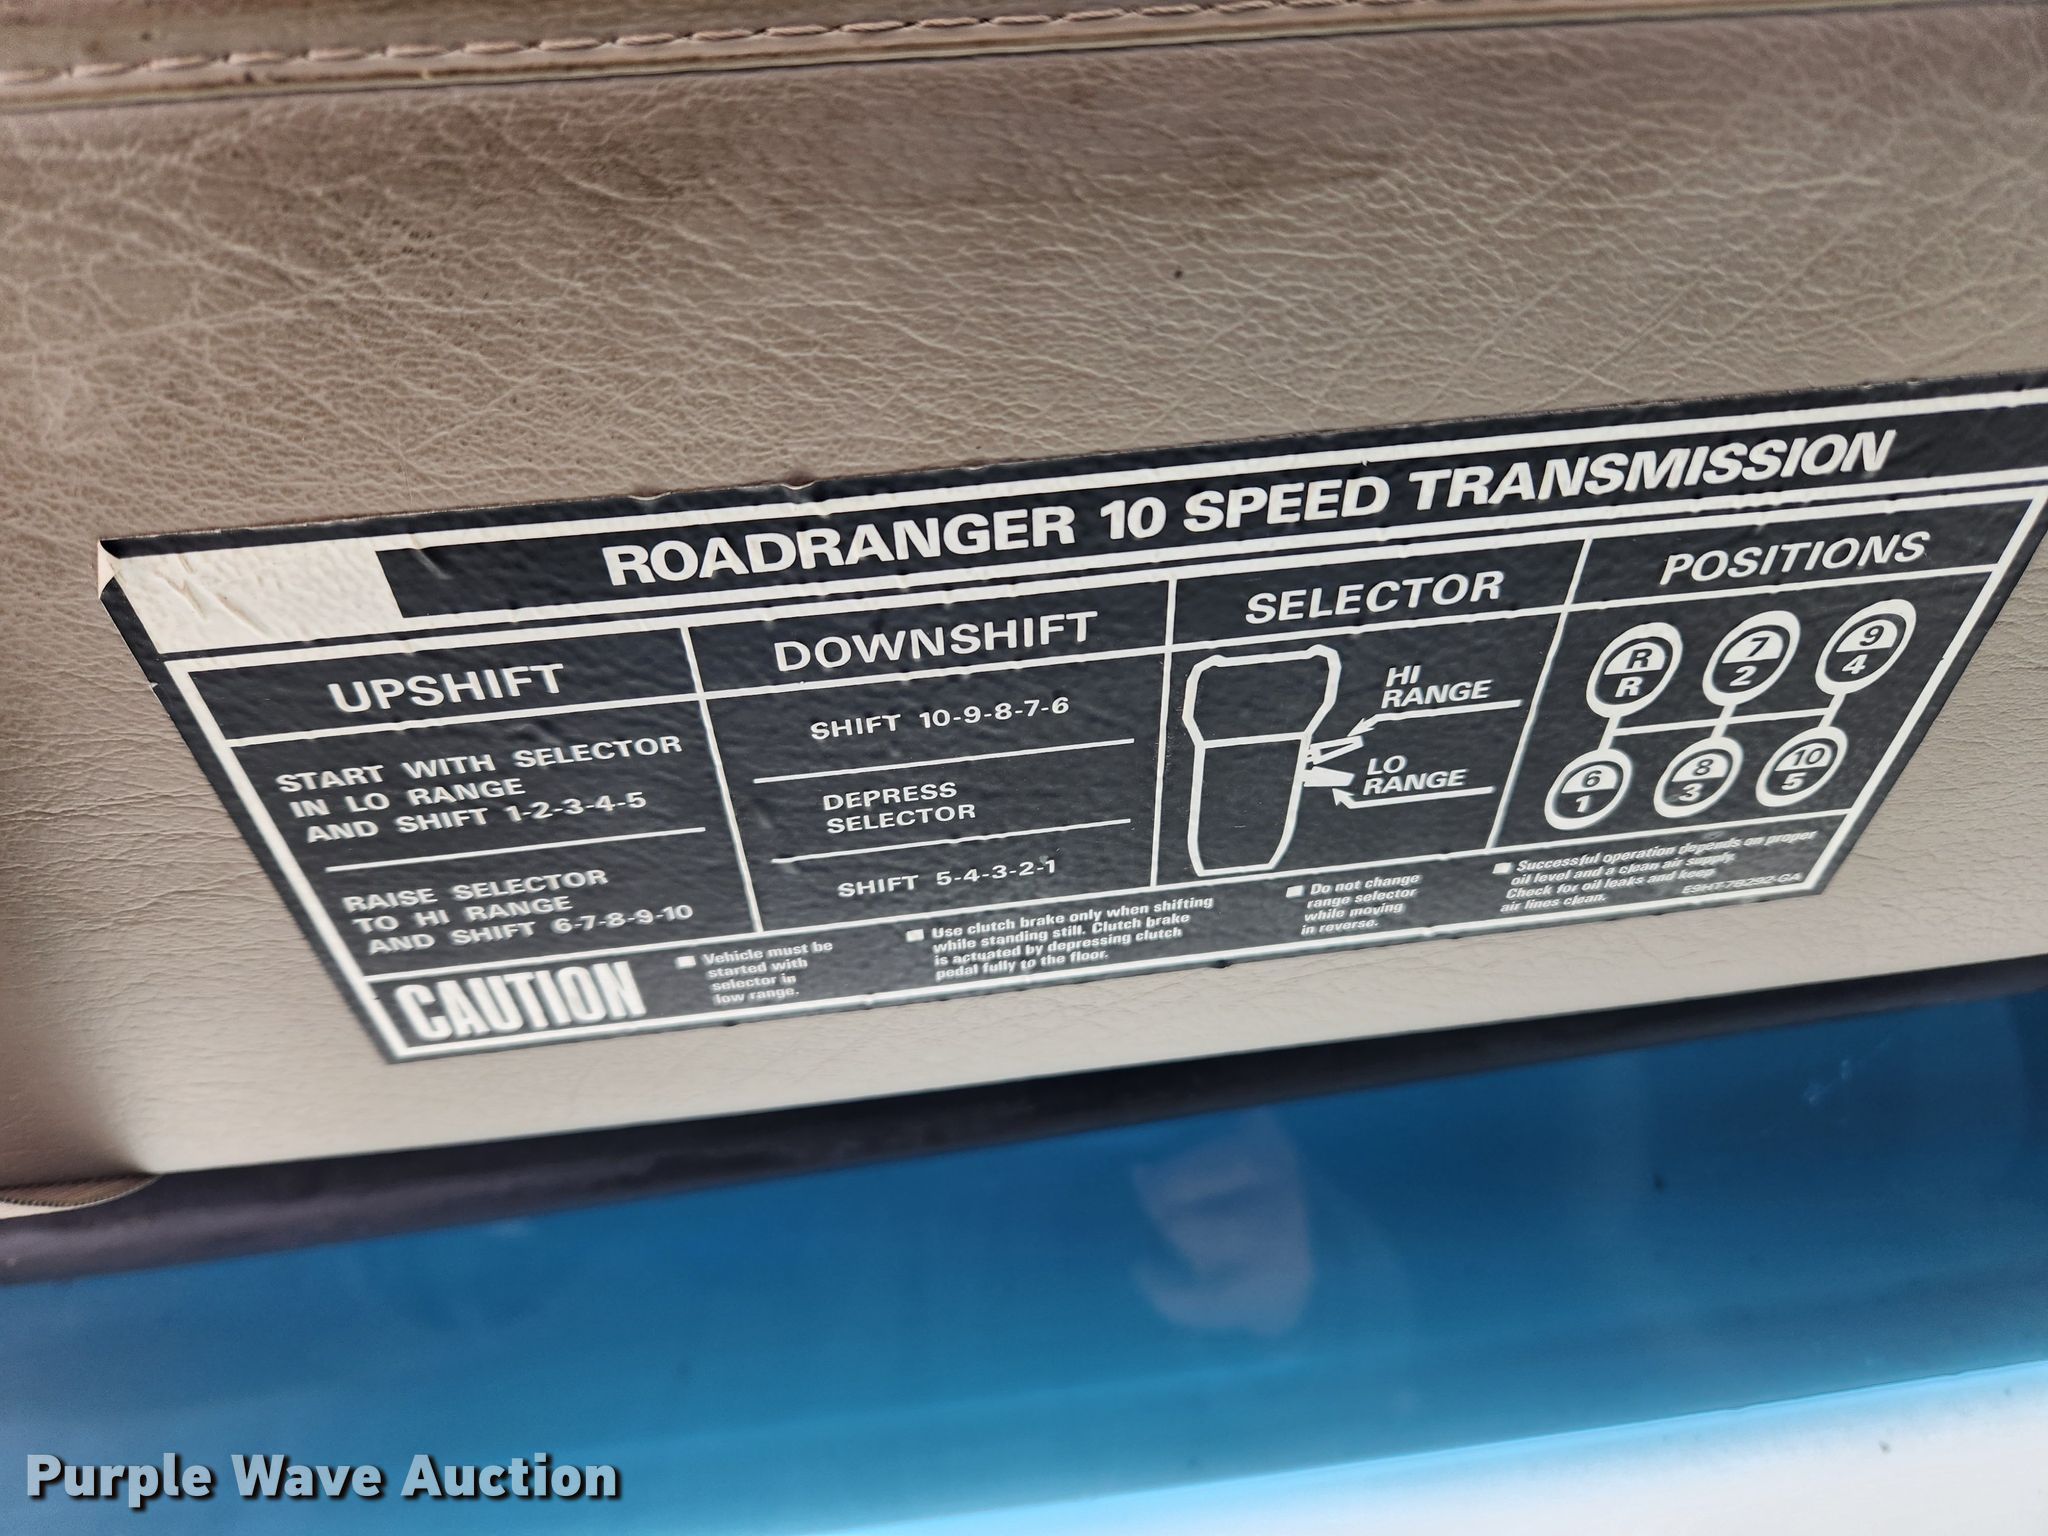 ROADRANGER 10 SPEED TRANSMISSION
UPSHIFT
START WITH SELECTOR
IN LO RANGE
AND SHIFT 1-2-3-4-5
RAISE SELECTOR
TO HI RANGE
AND SHIFT 6-7-8-9-10
DOWNSHIFT
SHIFT 10-9-8-7-6
DEPRESS
SELECTOR
SHIFT 5-4-3-2-1
SELECTOR
HI
RANGE
LO
RANGE
POSITIONS
R 7 9
R 2 4
6 8 10
1 3 5
CAUTION
■ Vehicle must be
started with
selector in
low range.
■ Use clutch brake only when shifting
while standing still. Clutch brake
is actuated by depressing clutch
pedal fully to the floor.
■ Do not change
range selector
while moving
in reverse.
■ Successful operation depends on proper
oil level and a clean air supply.
Check for oil leaks and keep
air lines clean.
E9HT-7B292-GA
Purple Wave Auction